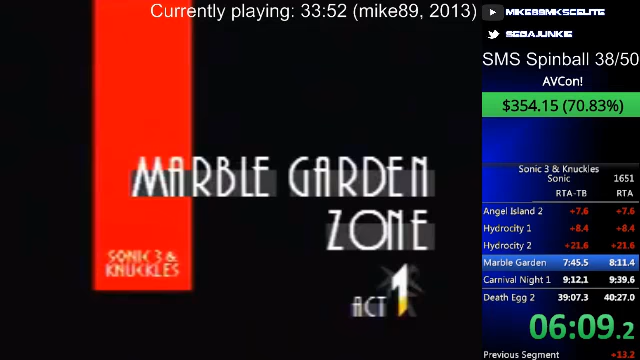 Currently playing: 33:52 (mike89, 2013)
MARBLE GARDEN
ZONE
ACT 1
SONIC 3 &
KNUCKLES
MIKE89MKSCELITE
SEGAJUNKIE
SMS Spinball 38/50
AVCon!
$354.15 (70.83%)
Sonic 3 & Knuckles
Sonic 1651
RTA-TB RTA
Angel Island 2 +7.6 +7.6
Hydrocity 1 +8.4 +8.4
Hydrocity 2 +21.6 +21.6
Marble Garden 7:45.5 8:11.4
Carnival Night 1 9:12.1 9:39.6
Death Egg 2 39:07.3 40:27.0
06:09.2
Previous Segment +13.2